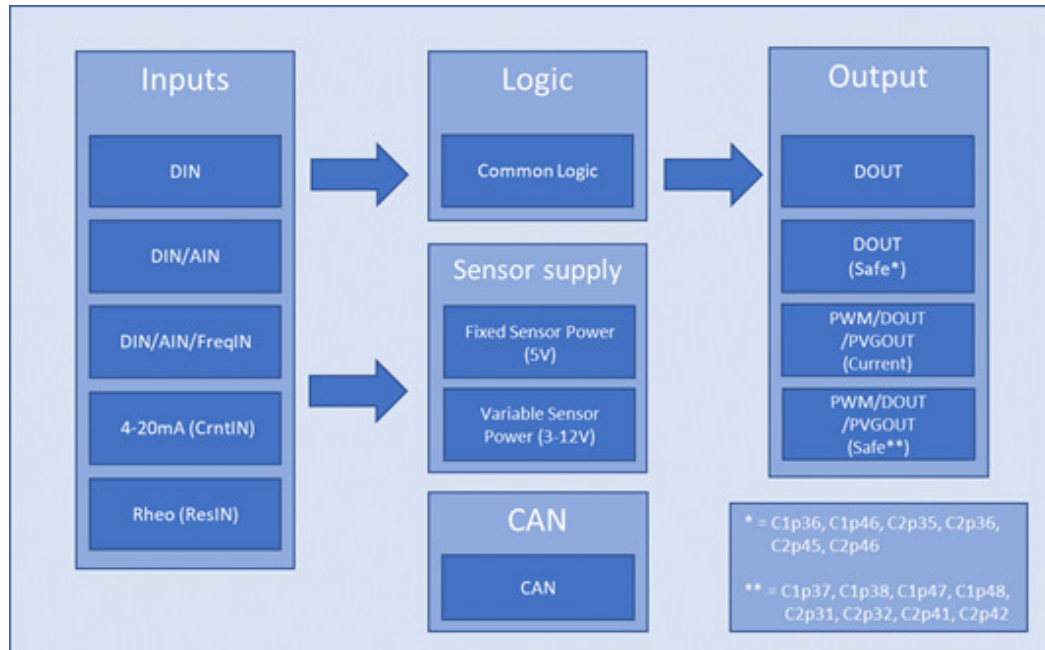 Inputs
DIN
DIN/AIN
DIN/AIN/FreqIN
4-20mA (CrntIN)
Rheo (ResIN)
Logic
Common Logic
Sensor supply
Fixed Sensor Power
(5V)
Variable Sensor
Power (3-12V)
CAN
CAN
Output
DOUT
DOUT
(Safe*)
PWM/DOUT
/PVGOUT
(Current)
PWM/DOUT
/PVGOUT
(Safe**)
* = C1p36, C1p46, C2p35, C2p36,
C2p45, C2p46
** = C1p37, C1p38, C1p47, C1p48,
C2p31, C2p32, C2p41, C2p42